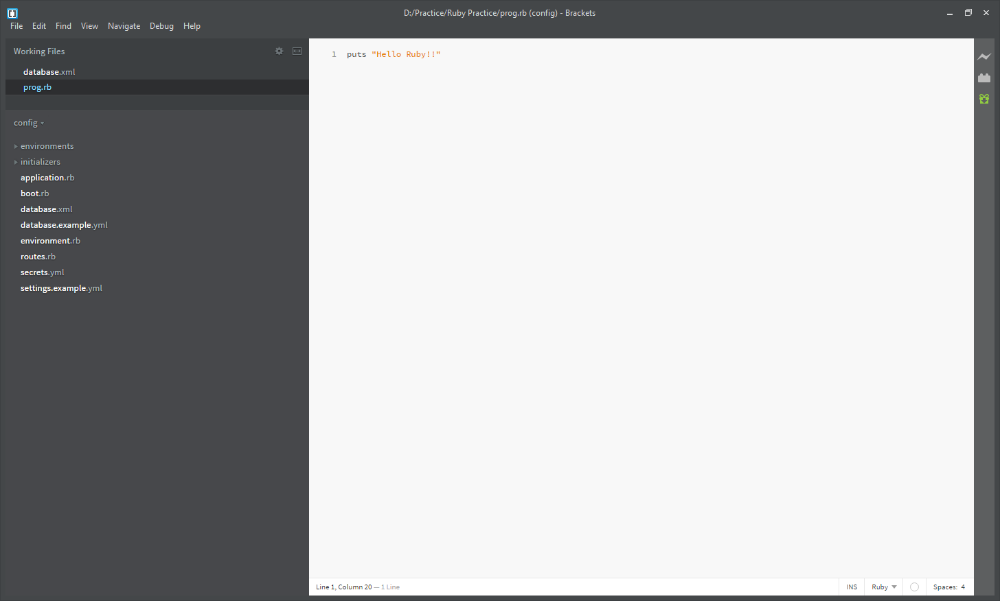 D:/Practice/Ruby Practice/prog.rb (config) - Brackets
File Edit Find View Navigate Debug Help
Working Files
database.xml
prog.rb
config
environments
initializers
application.rb
boot.rb
database.xml
database.example.yml
environment.rb
routes.rb
secrets.yml
settings.example.yml
1 puts "Hello Ruby!!"
Line 1, Column 20 — 1 Line INS Ruby Spaces: 4